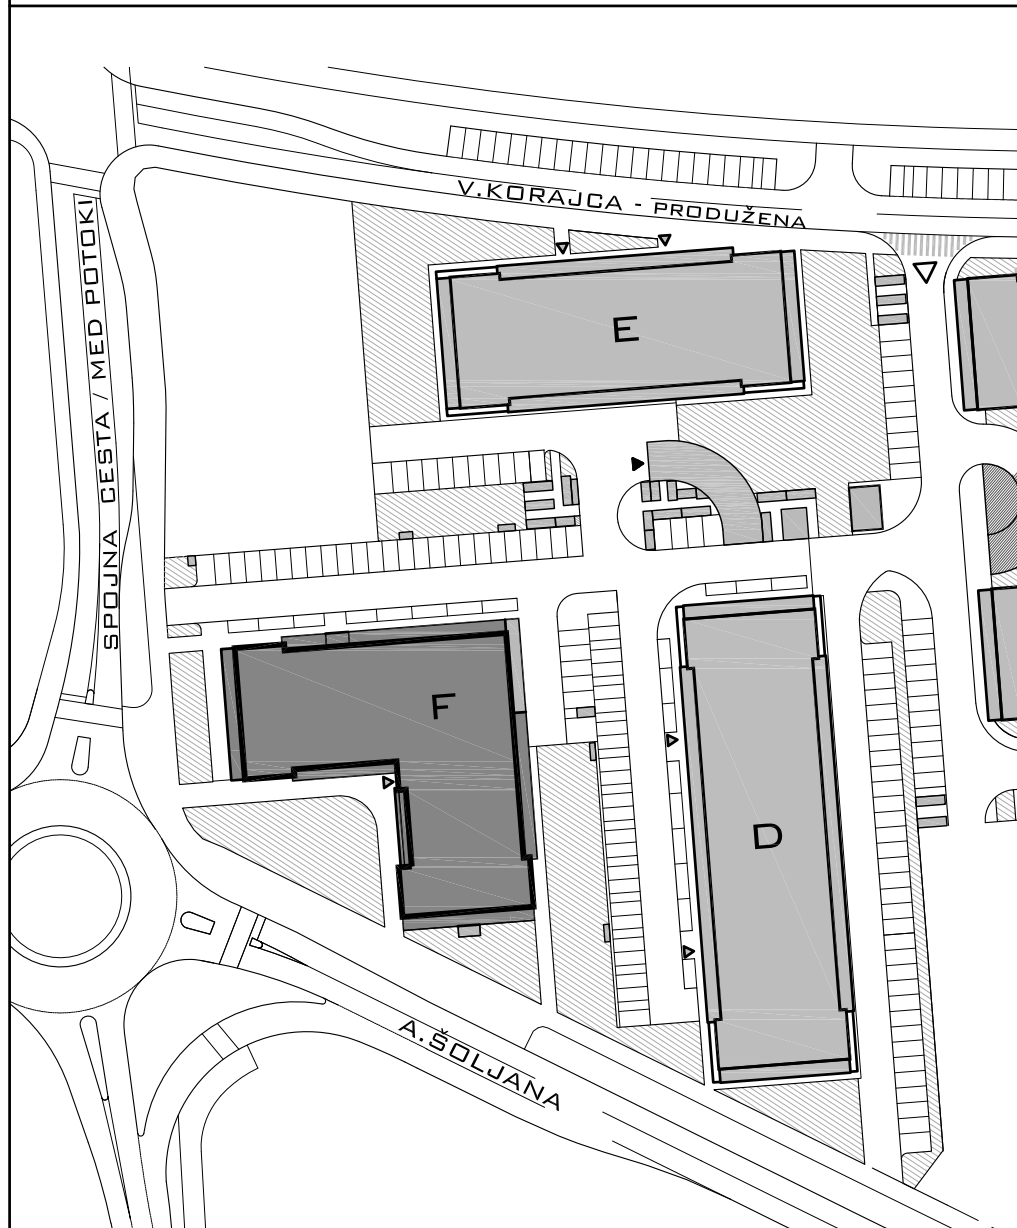 V.KORAJCA - PRODUŽENA
SPOJNA CESTA / MED POTOKI
E
F
D
A.ŠOLJANA